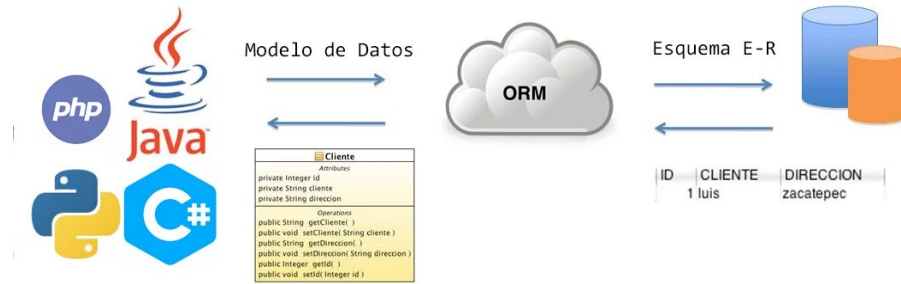 php
Java
C#
Modelo de Datos
Cliente
Attributes
private Integer id
private String cliente
private String direccion
Operations
public String getCliente( )
public void setCliente( String cliente )
public String getDireccion( )
public void setDireccion( String direccion )
public Integer getId( )
public void setId( Integer id )
ORM
Esquema E-R
ID CLIENTE DIRECCION
1 luis zacatepec